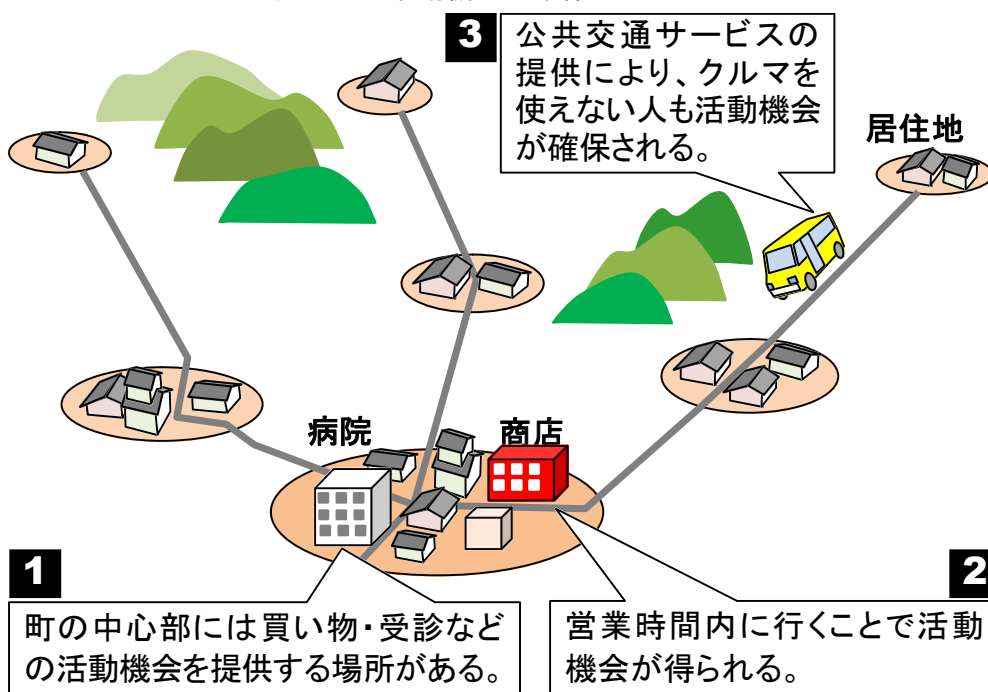 3
公共交通サービスの
提供により、クルマを
使えない人も活動機会
が確保される。
居住地
病院
商店
1
町の中心部には買い物・受診など
の活動機会を提供する場所がある。
2
営業時間内に行くことで活動
機会が得られる。